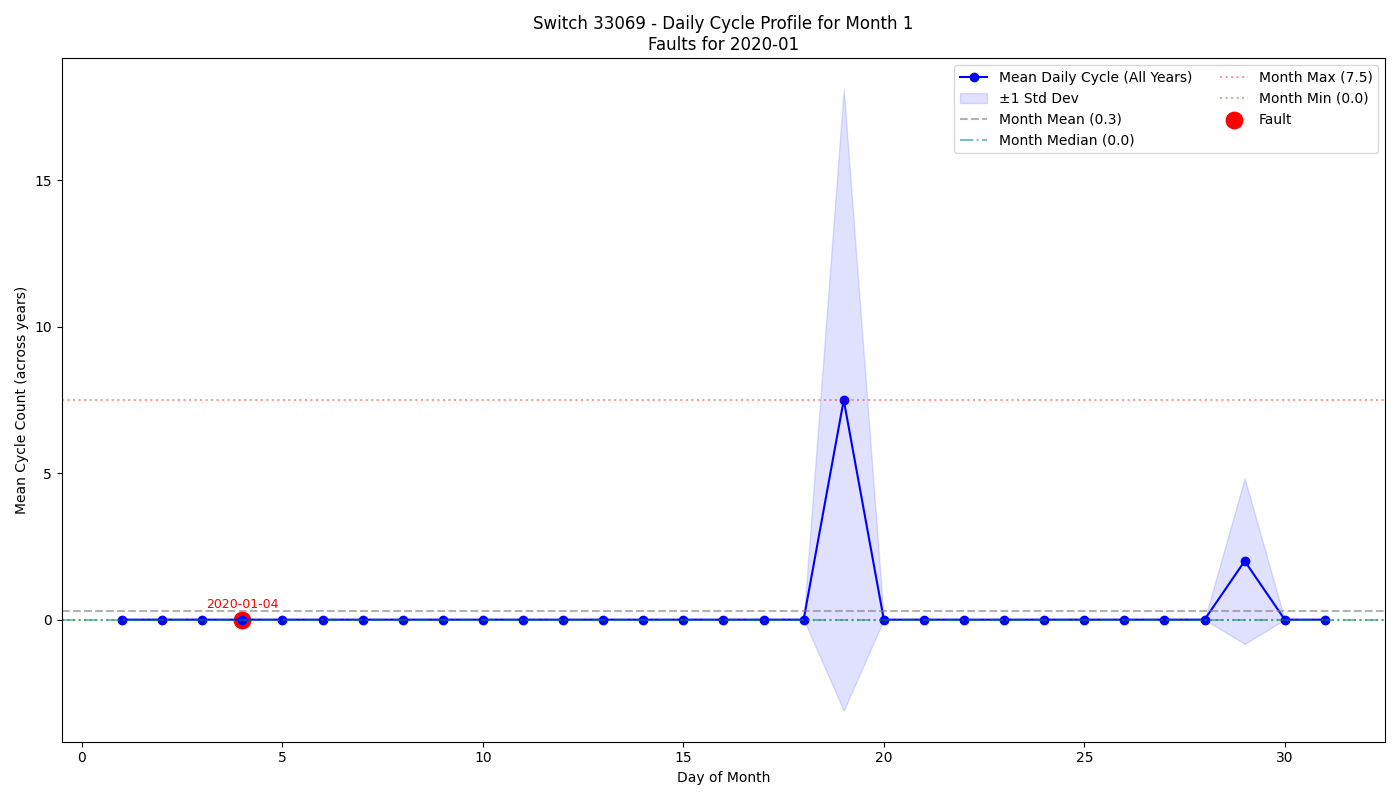 Switch 33069 - Daily Cycle Profile for Month 1
Faults for 2020-01
Mean Daily Cycle (All Years)
±1 Std Dev
Month Mean (0.3)
Month Median (0.0)
Month Max (7.5)
Month Min (0.0)
Fault
Mean Cycle Count (across years)
15
10
5
0
2020-01-04
0 5 10 15 20 25 30
Day of Month